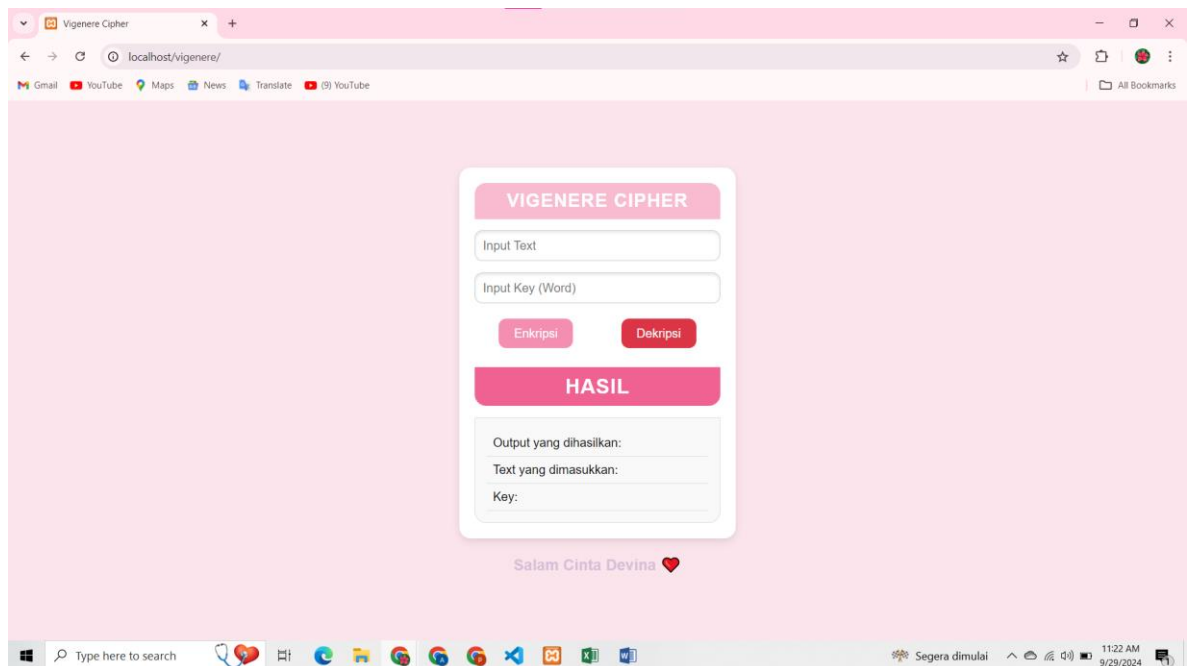 Vigenere Cipher
localhost/vigenere/
Gmail YouTube Maps News Translate (9) YouTube All Bookmarks
VIGENERE CIPHER
Input Text
Input Key (Word)
Enkripsi Dekripsi
HASIL
Output yang dihasilkan:
Text yang dimasukkan:
Key:
Salam Cinta Devina
Type here to search Segera dimulai 11:22 AM
9/29/2024